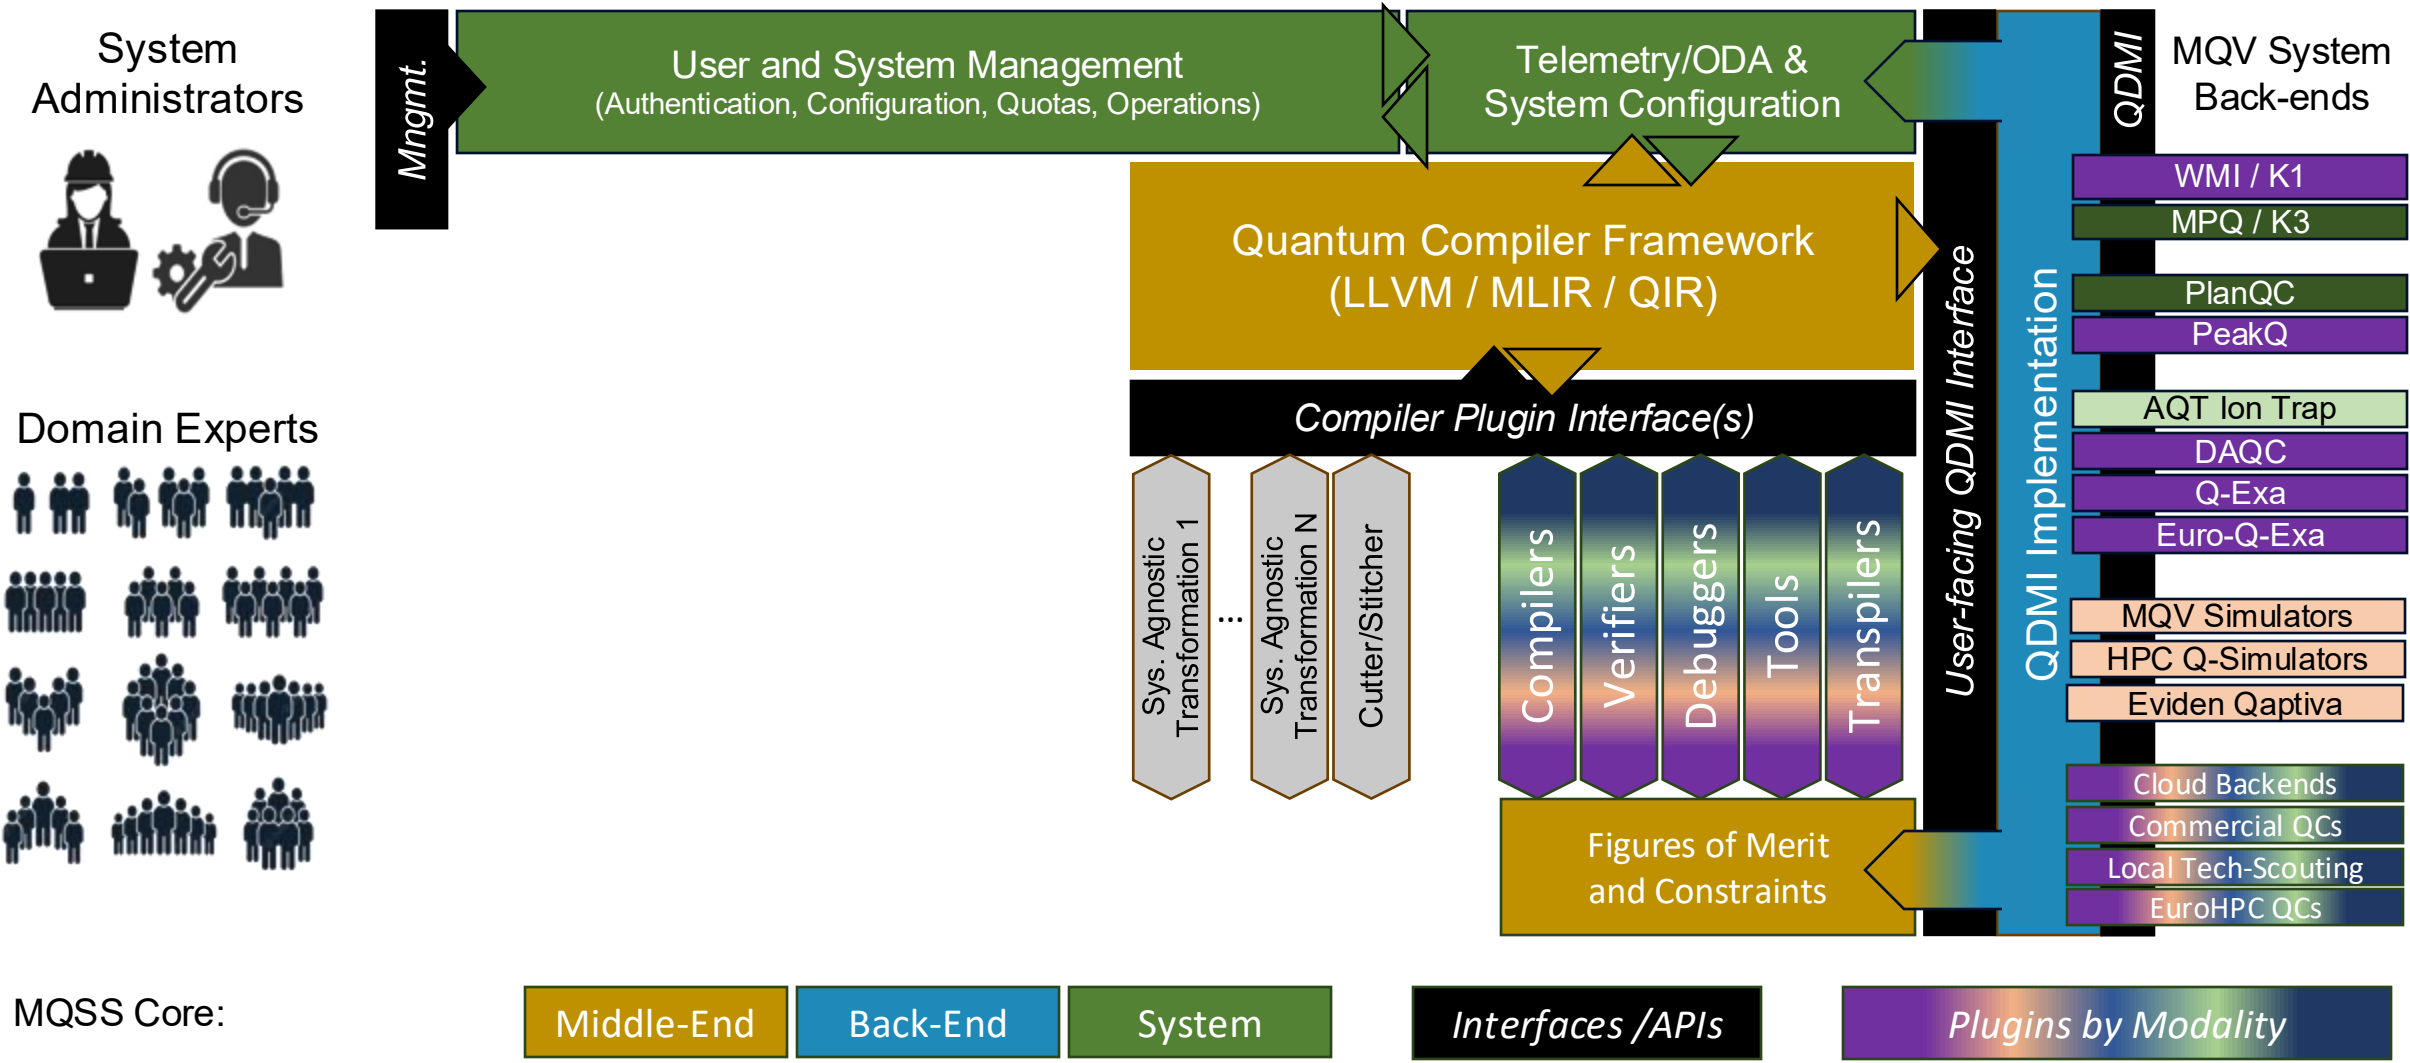 System
Administrators
Mngmt.
User and System Management
(Authentication, Configuration, Quotas, Operations)
Telemetry/ODA &
System Configuration
QDMI
MQV System
Back-ends
Quantum Compiler Framework
(LLVM / MLIR / QIR)
Compiler Plugin Interface(s)
User-facing QDMI Interface
QDMI Implementation
WMI / K1
MPQ / K3
PlanQC
PeakQ
AQT Ion Trap
DAQC
Q-Exa
Euro-Q-Exa
MQV Simulators
HPC Q-Simulators
Eviden Qaptiva
Cloud Backends
Commercial QCs
Local Tech-Scouting
EuroHPC QCs
Domain Experts
Sys. Agnostic
Transformation 1
...
Sys. Agnostic
Transformation N
Cutter/Stitcher
Compilers
Verifiers
Debuggers
Tools
Transpilers
Figures of Merit
and Constraints
MQSS Core:
Middle-End
Back-End
System
Interfaces /APIs
Plugins by Modality